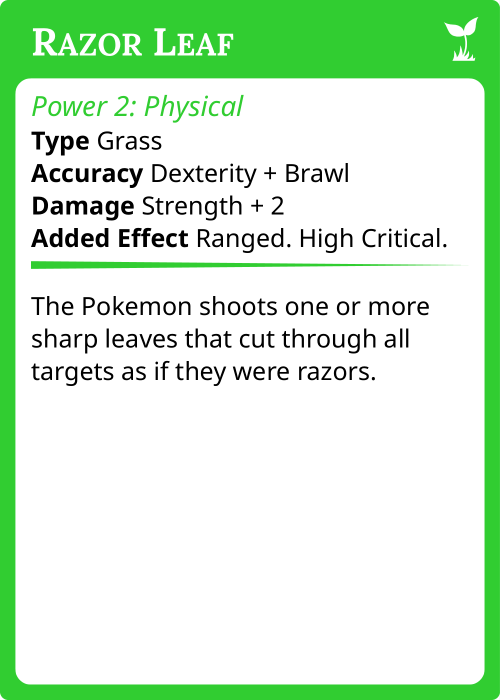 Razor Leaf
Power 2: Physical
Type Grass
Accuracy Dexterity + Brawl
Damage Strength + 2
Added Effect Ranged. High Critical.
The Pokemon shoots one or more
sharp leaves that cut through all
targets as if they were razors.